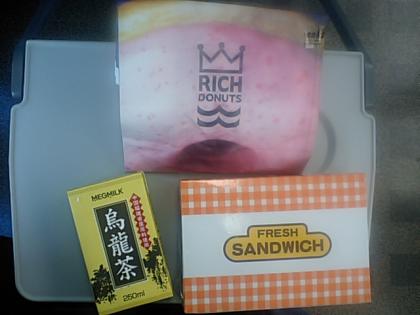 RICH
DONUTS
MEGMILK
烏龍茶
250ml
FRESH
SANDWICH